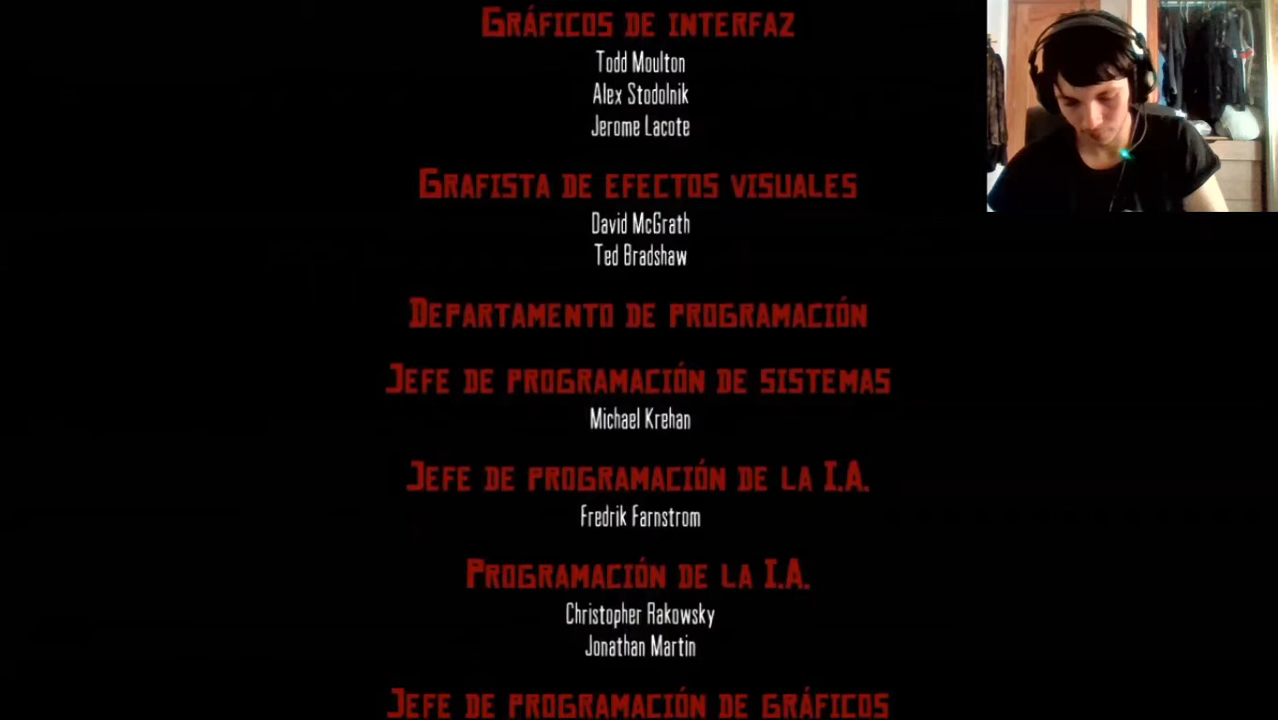 Gráficos de interfaz
Todd Moulton
Alex Stodolnik
Jerome Lacote
Grafista de efectos visuales
David McGrath
Ted Bradshaw
Departamento de programación
Jefe de programación de sistemas
Michael Krehan
Jefe de programación de la I.A.
Fredrik Farnstrom
Programación de la I.A.
Christopher Rakowsky
Jonathan Martin
Jefe de programación de gráficos